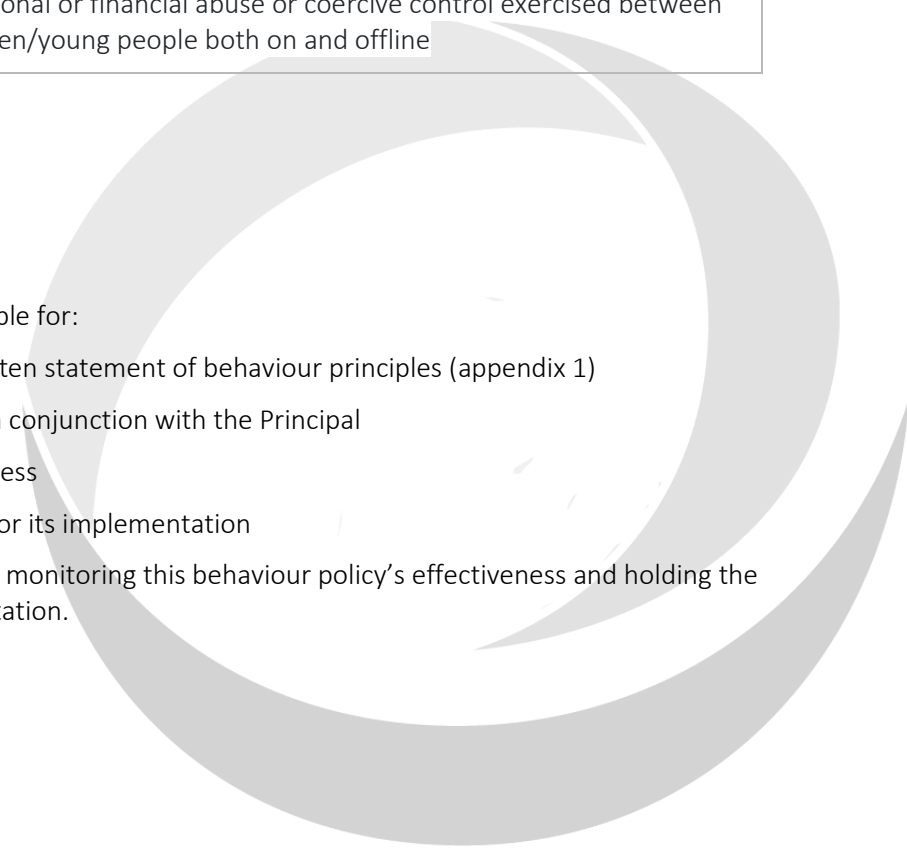 onal or financial abuse or coercive control exercised between
en/young people both on and offline
ble for:
ten statement of behaviour principles (appendix 1)
conjunction with the Principal
ess
or its implementation
monitoring this behaviour policy’s effectiveness and holding the
tation.